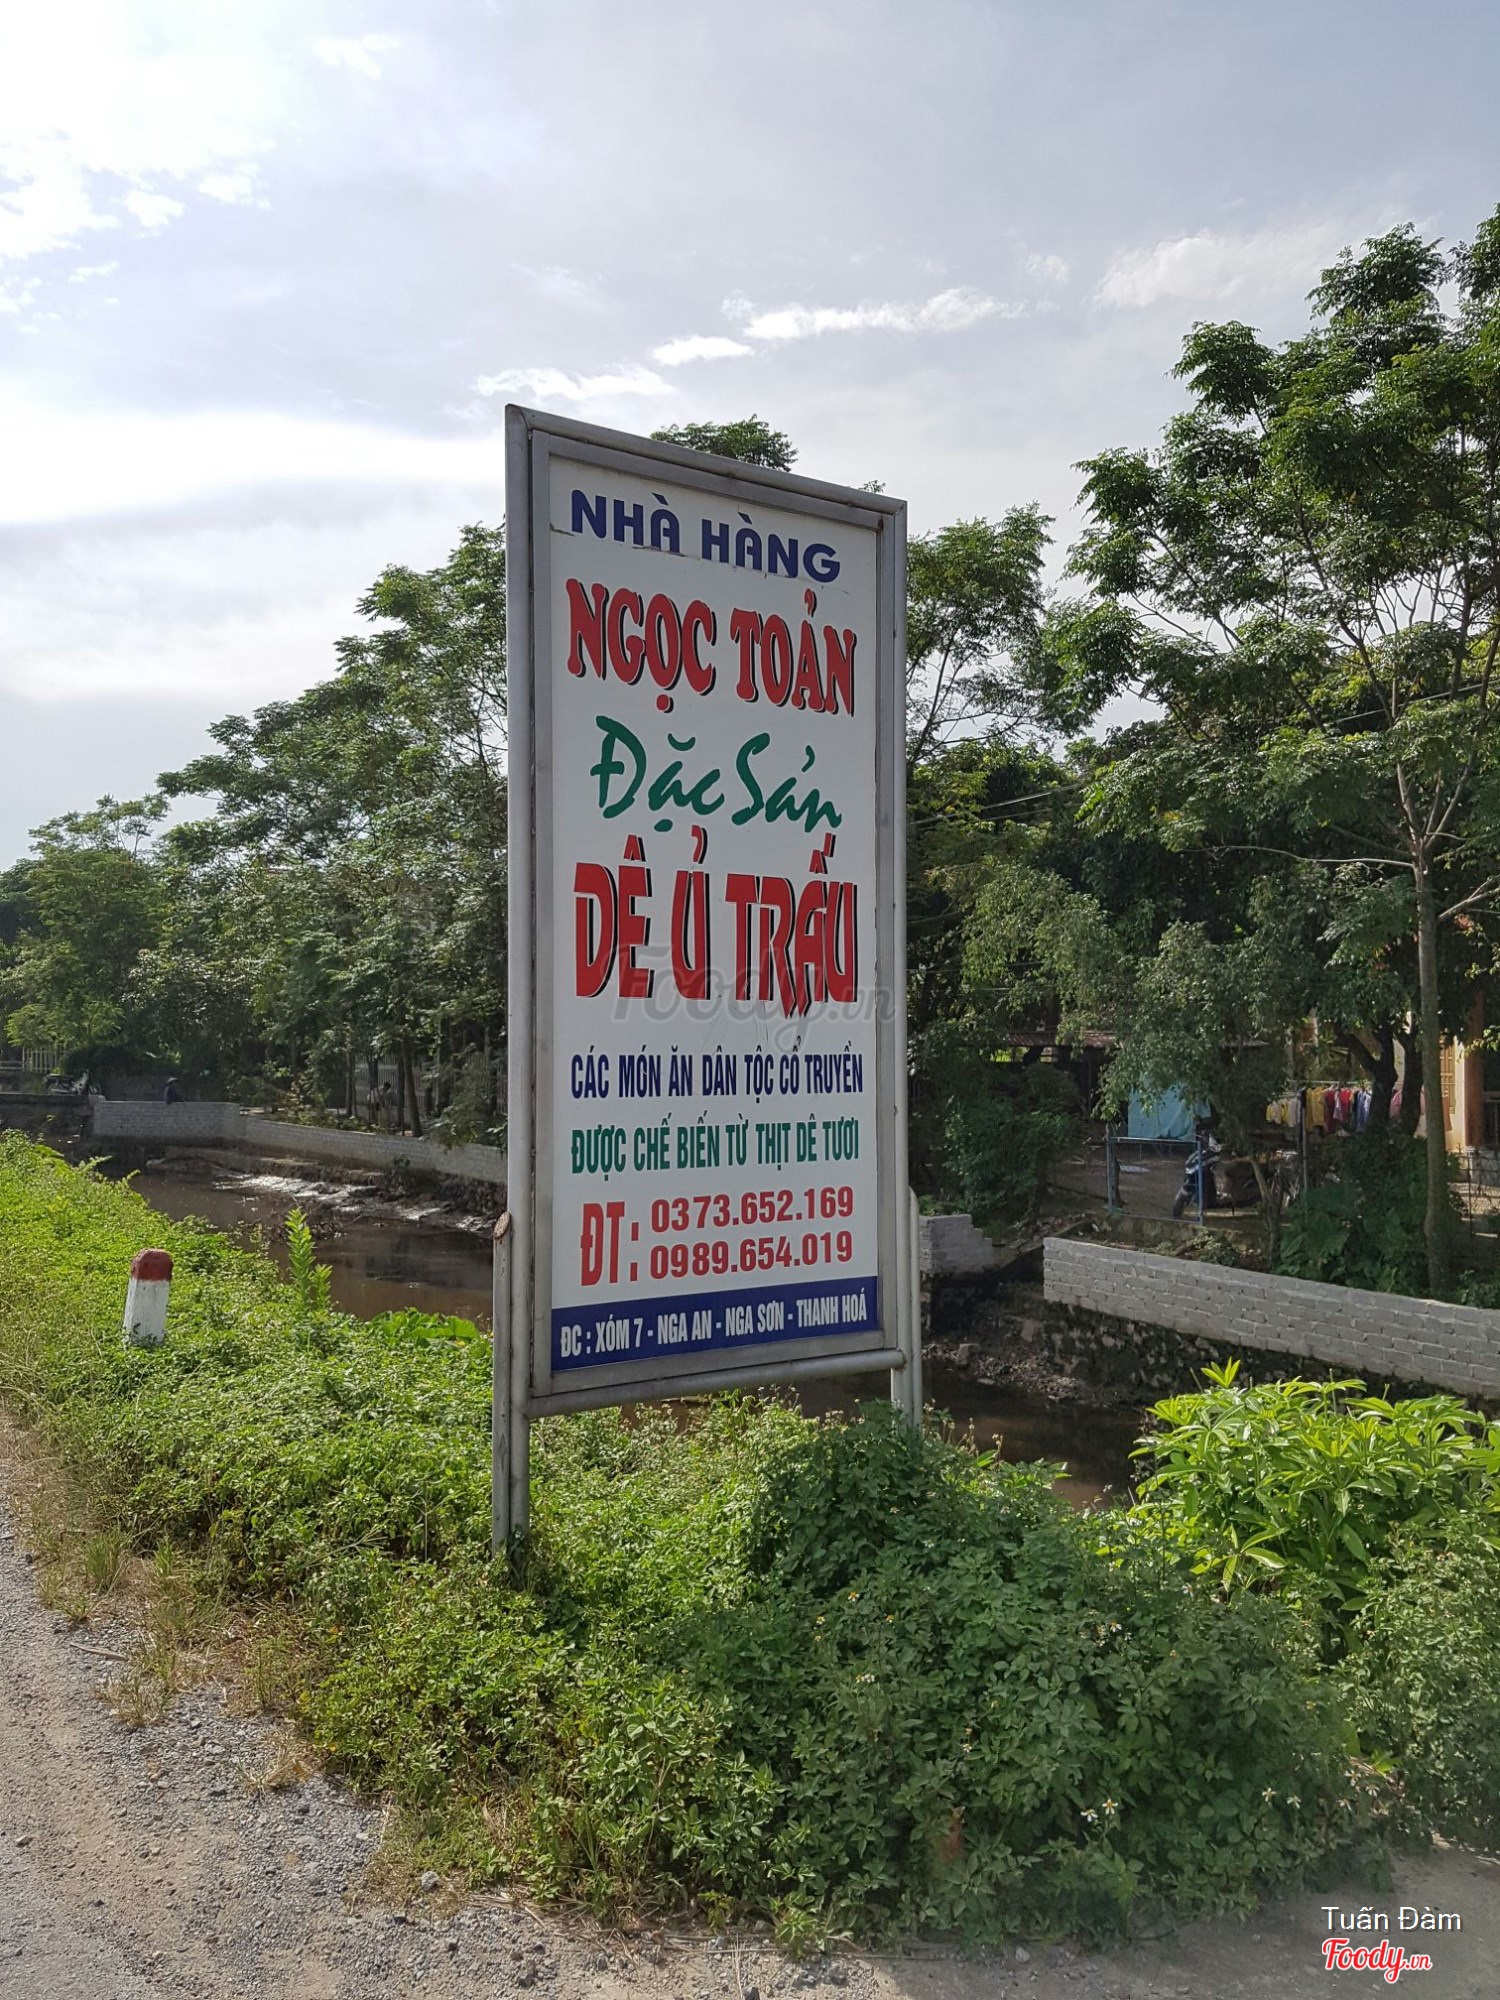 NHÀ HÀNG
NGỌC TOẢN
Đặc Sản
DÊ Ủ TRẤU
CÁC MÓN ĂN DÂN TỘC CỔ TRUYỀN
ĐƯỢC CHẾ BIẾN TỪ THỊT DÊ TƯƠI
ĐT: 0373.652.169
0989.654.019
ĐC : XÓM 7 - NGA AN - NGA SƠN - THANH HOÁ
Foody.vn
Tuấn Đàm
Foody.vn